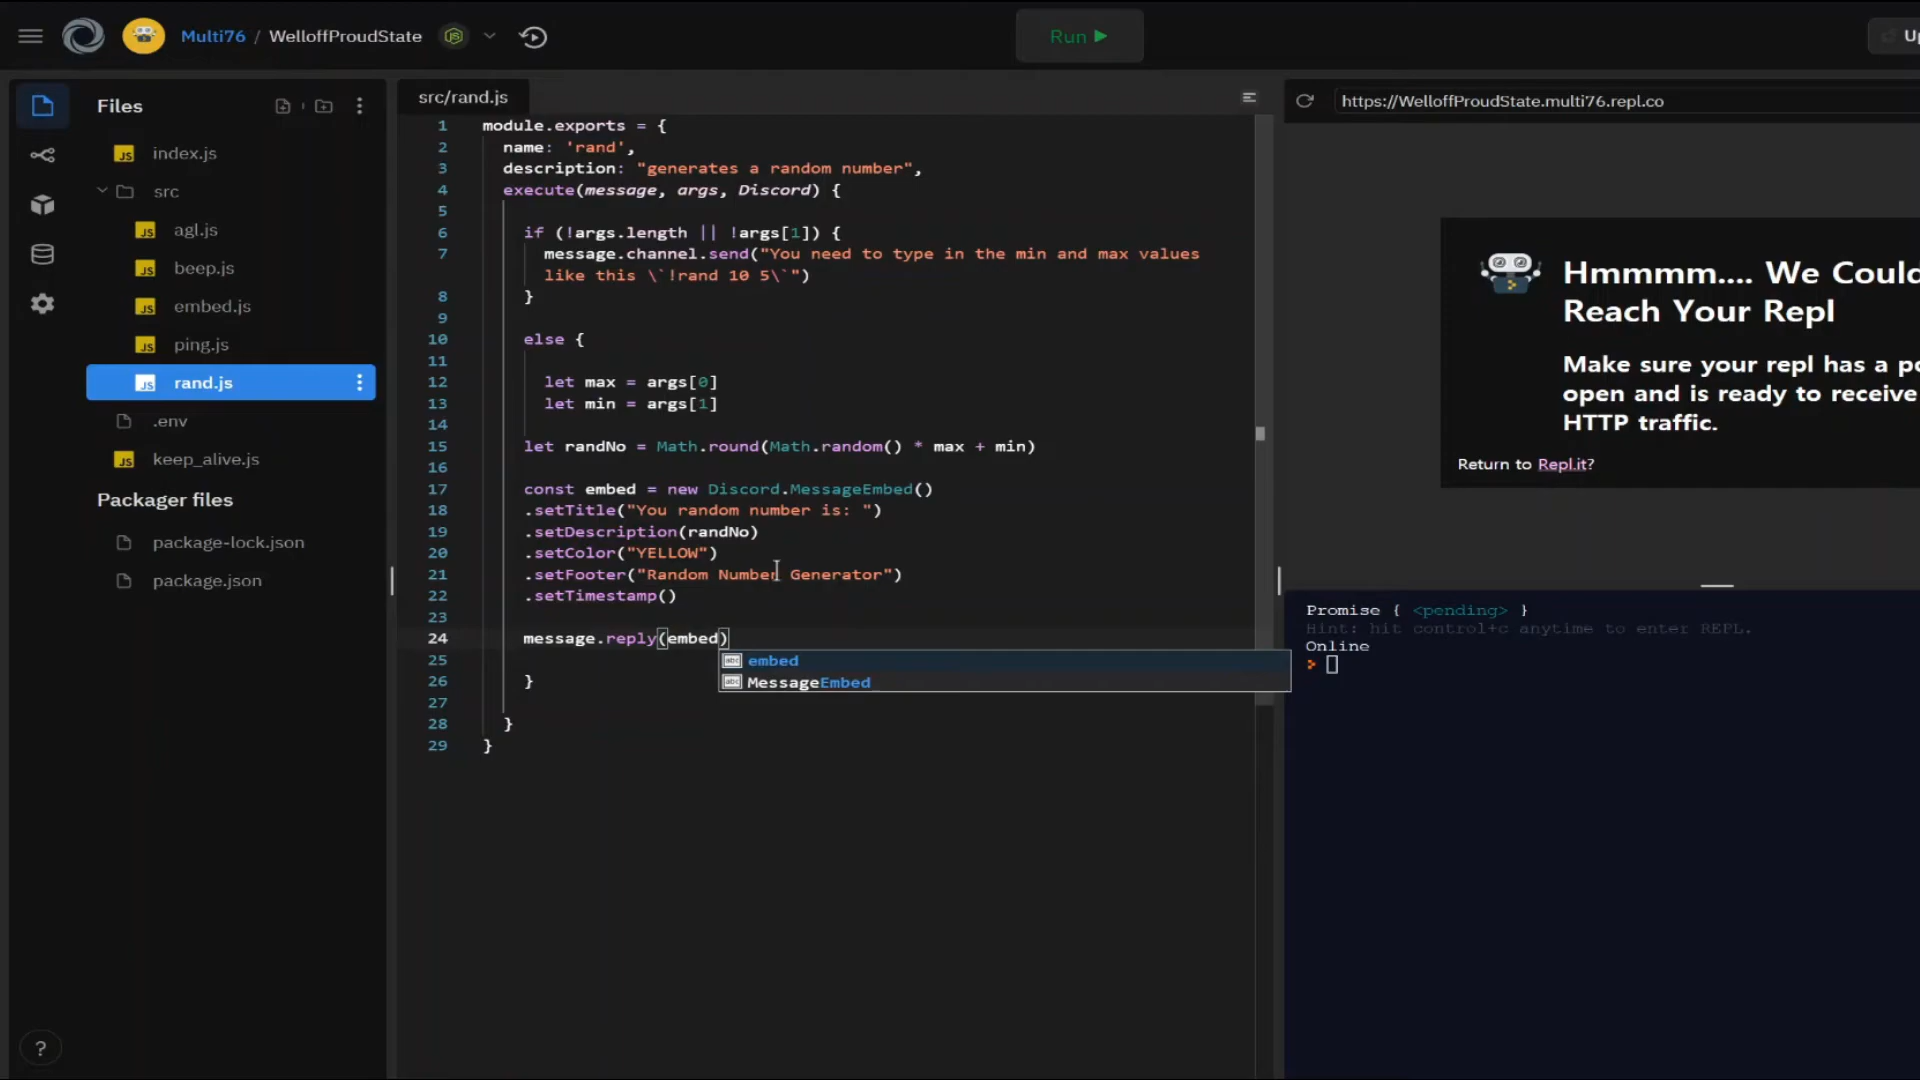 Multi76 / WelloffProudState
Run
Files
index.js
src
agl.js
beep.js
embed.js
ping.js
rand.js
.env
keep_alive.js
Packager files
package-lock.json
package.json
?
src/rand.js
1 module.exports = {
2 name: 'rand',
3 description: "generates a random number",
4 execute(message, args, Discord) {
5
6 if (!args.length || !args[1]) {
7 message.channel.send("You need to type in the min and max values
like this \`!rand 10 5\`")
8 }
9
10 else {
11
12 let max = args[0]
13 let min = args[1]
14
15 let randNo = Math.round(Math.random() * max + min)
16
17 const embed = new Discord.MessageEmbed()
18 .setTitle("You random number is: ")
19 .setDescription(randNo)
20 .setColor("YELLOW")
21 .setFooter("Random Number Generator")
22 .setTimestamp()
23
24 message.reply(embed)
25
26 }
27
28 }
29 }
abc embed
abc MessageEmbed
https://WelloffProudState.multi76.repl.co
Hmmmm.... We Could
Reach Your Repl
Make sure your repl has a po
open and is ready to receive
HTTP traffic.
Return to Repl.it?
Promise { <pending> }
Hint: hit control+c anytime to enter REPL.
Online
>
Up